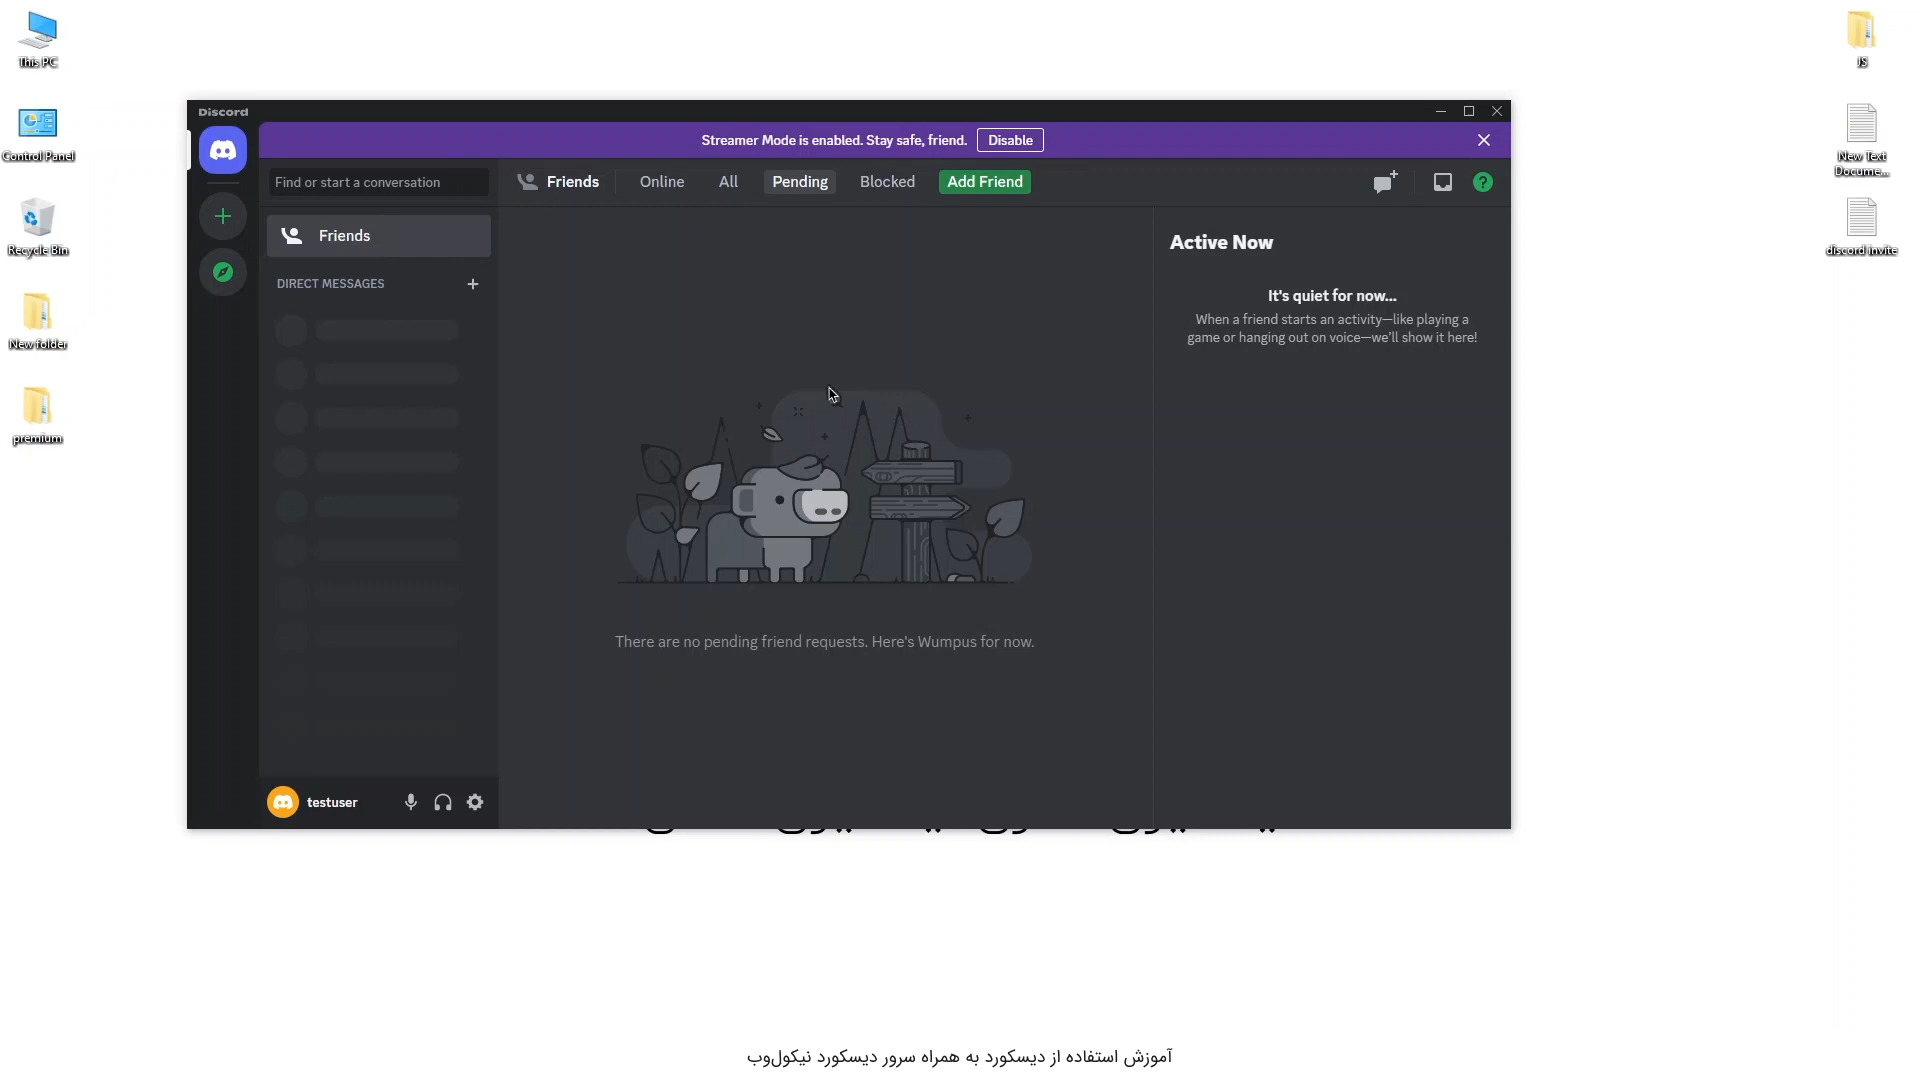 This PC
Control Panel
Recycle Bin
New folder
premium
Discord
Streamer Mode is enabled. Stay safe, friend.
Disable
Find or start a conversation
Friends
Online
All
Pending
Blocked
Add Friend
Friends
DIRECT MESSAGES
testuser
There are no pending friend requests. Here's Wumpus for now.
Active Now
It's quiet for now...
When a friend starts an activity—like playing a
game or hanging out on voice—we'll show it here!
JS
New Text
Docume...
discord invite
آموزش استفاده از دیسکورد به همراه سرور دیسکورد نیکول‌وب